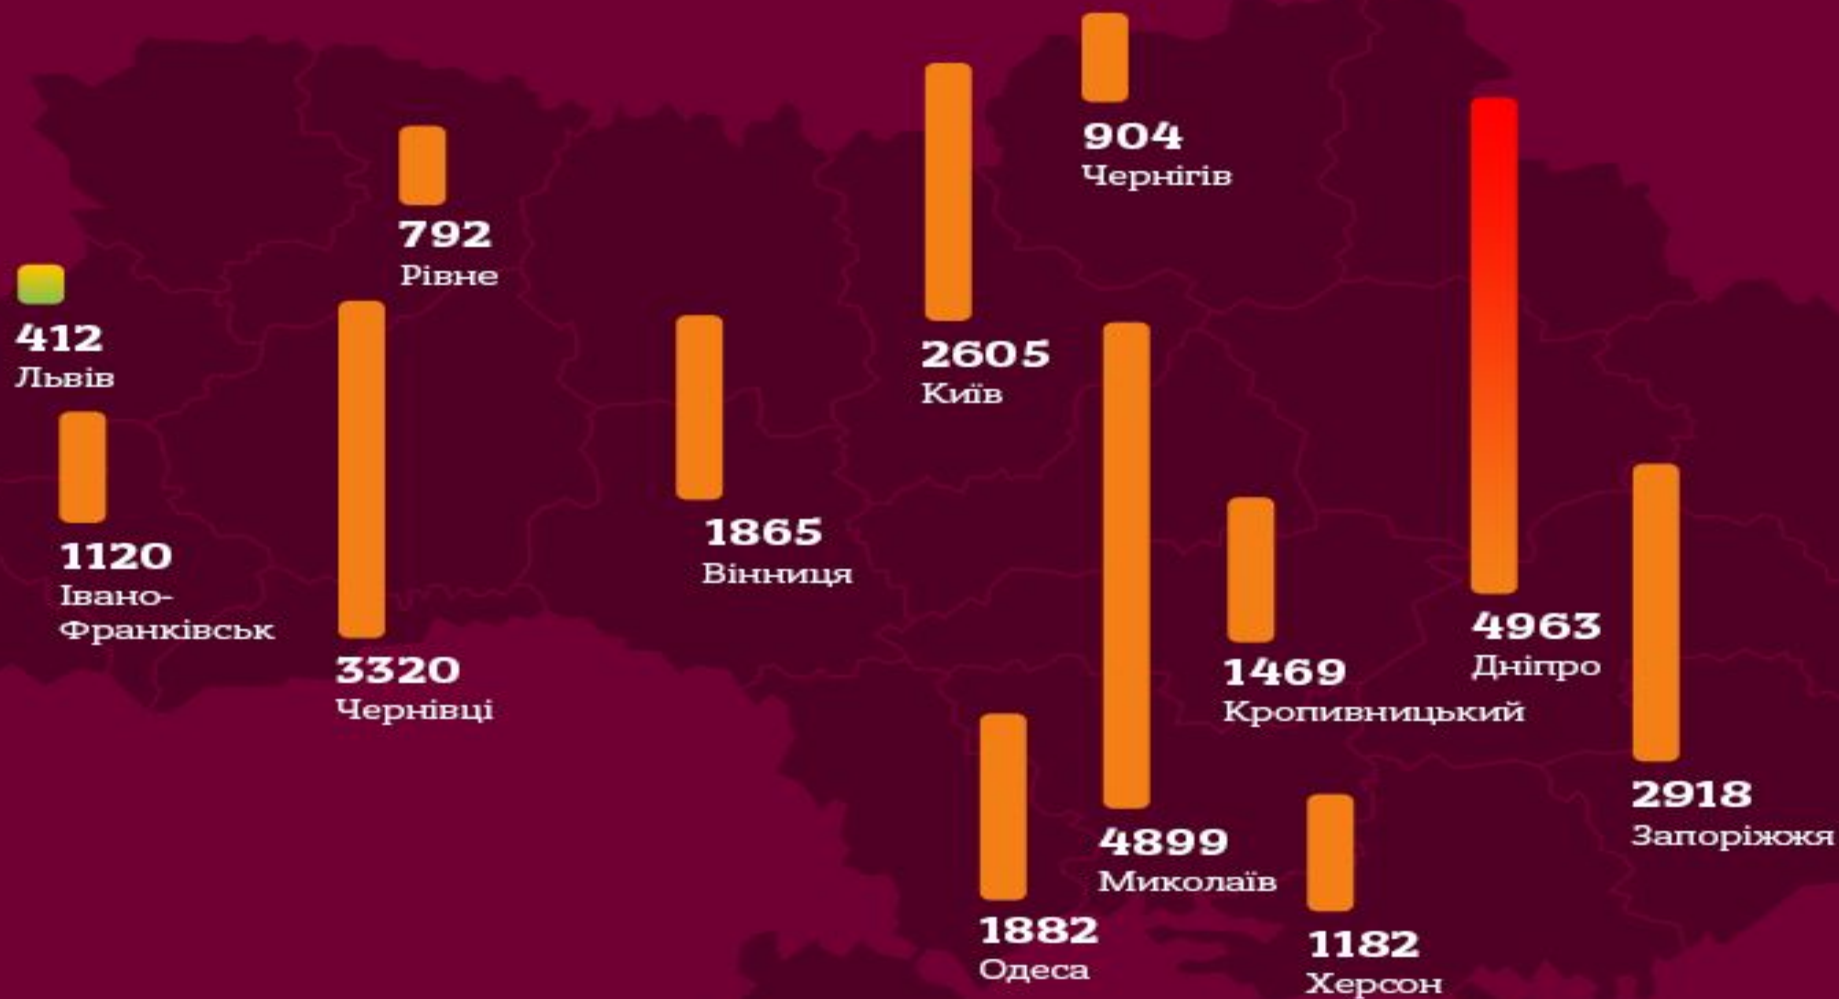 904
Чернігів
792
Рівне
412
Львів
2605
Київ
1865
Вінниця
1120
Івано-
Франківськ
4963
Дніпро
3320
Чернівці
1469
Кропивницький
2918
Запоріжжя
4899
Миколаїв
1882
Одеса
1182
Херсон